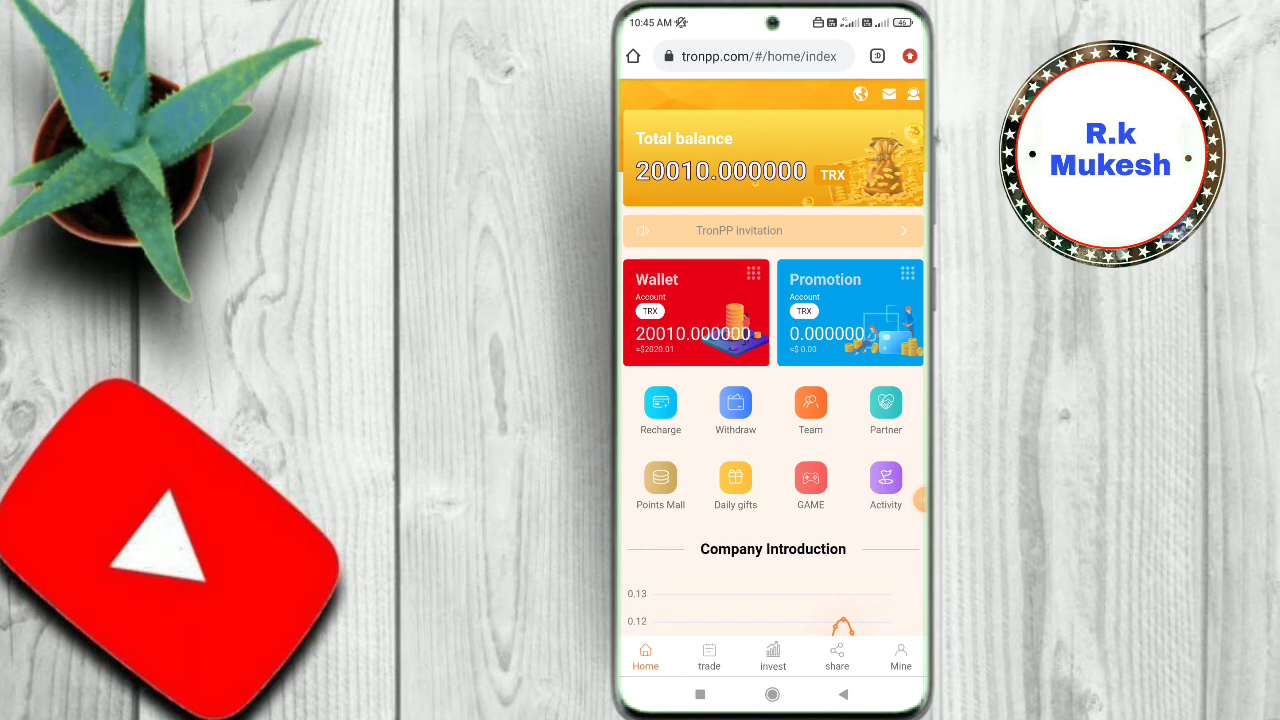 10:45 AM
46
tronpp.com/#/home/index
:D
Total balance
20010.000000 TRX
TronPP invitation
Wallet
Account
TRX
20010.000000
≈$2020.01
Promotion
Account
TRX
0.000000
≈$ 0.00
Recharge
Withdraw
Team
Partner
Points Mall
Daily gifts
GAME
Activity
Company Introduction
0.13
0.12
Home
trade
invest
share
Mine
R.k
Mukesh